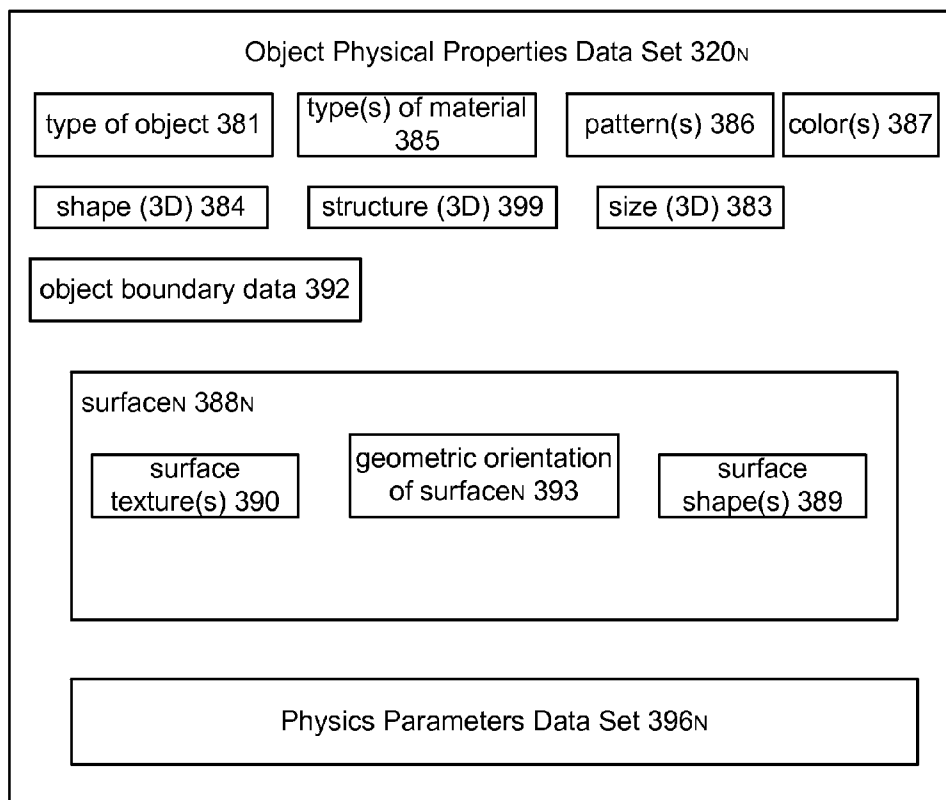 Object Physical Properties Data Set 320N
type of object 381
type(s) of material
385
pattern(s) 386
color(s) 387
shape (3D) 384
structure (3D) 399
size (3D) 383
object boundary data 392
surfaceN 388N
surface
texture(s) 390
geometric orientation
of surfaceN 393
surface
shape(s) 389
Physics Parameters Data Set 396N